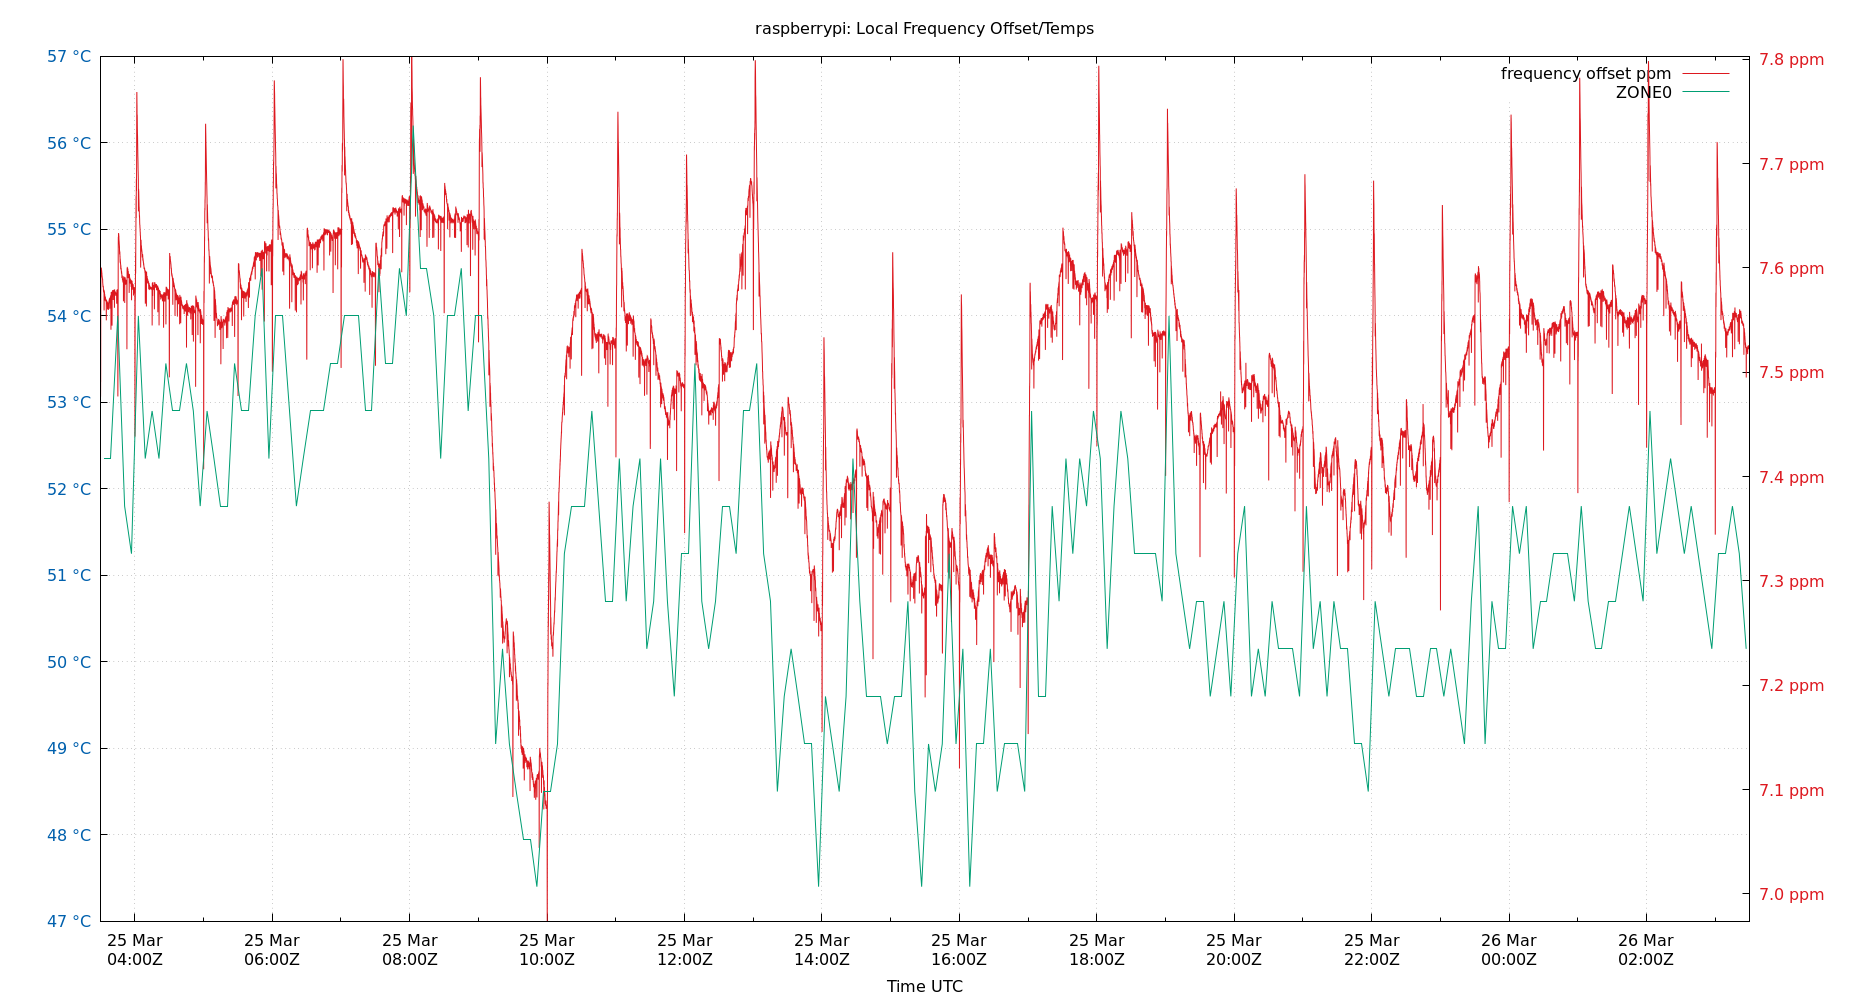 raspberrypi: Local Frequency Offset/Temps
frequency offset ppm
ZONE0
57 °C
56 °C
55 °C
54 °C
53 °C
52 °C
51 °C
50 °C
49 °C
48 °C
47 °C
7.8 ppm
7.7 ppm
7.6 ppm
7.5 ppm
7.4 ppm
7.3 ppm
7.2 ppm
7.1 ppm
7.0 ppm
25 Mar 25 Mar 25 Mar 25 Mar 25 Mar 25 Mar 25 Mar 25 Mar 25 Mar 25 Mar 26 Mar 26 Mar
04:00Z 06:00Z 08:00Z 10:00Z 12:00Z 14:00Z 16:00Z 18:00Z 20:00Z 22:00Z 00:00Z 02:00Z
Time UTC